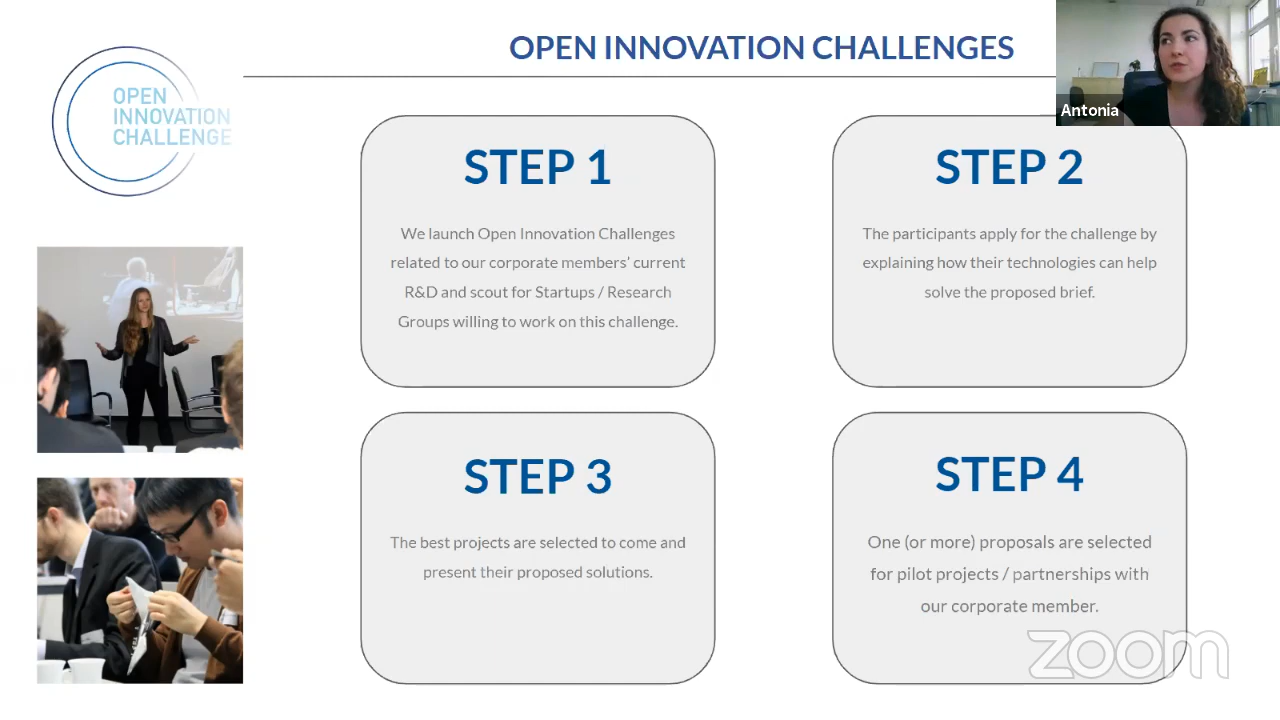 OPEN INNOVATION CHALLENGES
Antonia
OPEN
INNOVATION
CHALLENGE
STEP 1
We launch Open Innovation Challenges
related to our corporate members' current
R&D and scout for Startups / Research
Groups willing to work on this challenge.
STEP 2
The participants apply for the challenge by
explaining how their technologies can help
solve the proposed brief.
STEP 3
The best projects are selected to come and
present their proposed solutions.
STEP 4
One (or more) proposals are selected
for pilot projects / partnerships with
our corporate member.
zoom